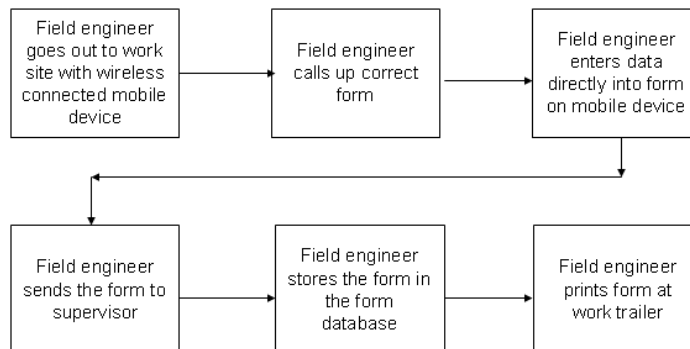 Field engineer
goes out to work
site with wireless
connected mobile
device
Field engineer
calls up correct
form
Field engineer
enters data
directly into form
on mobile device
Field engineer
sends the form to
supervisor
Field engineer
stores the form in
the form
database
Field engineer
prints form at
work trailer